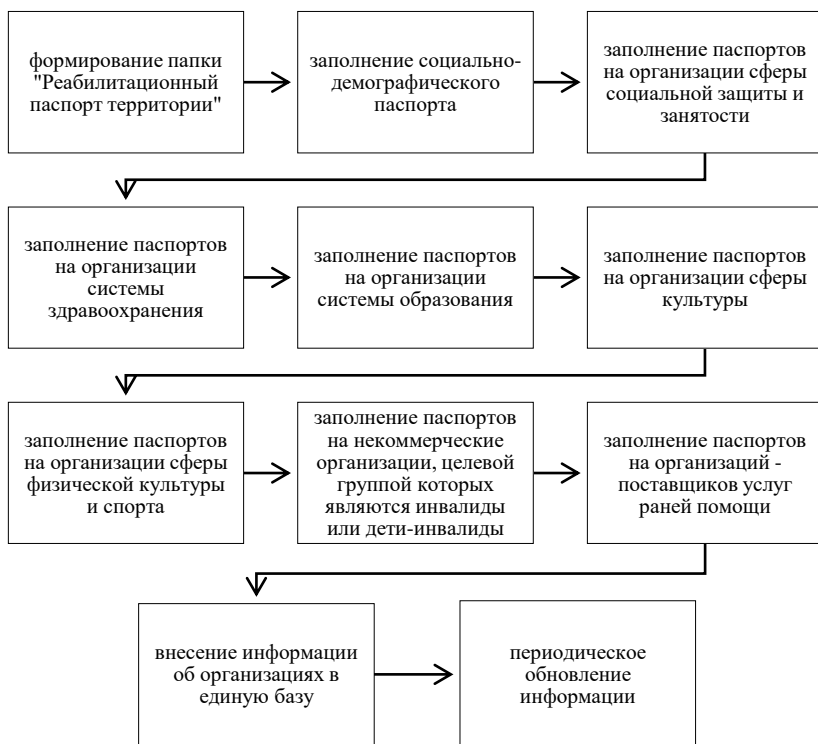 формирование папки
"Реабилитационный
паспорт территории"
заполнение социально-
демографического
паспорта
заполнение паспортов
на организации сферы
социальной защиты и
занятости
заполнение паспортов
на организации
системы
здравоохранения
заполнение паспортов
на организации
системы образования
заполнение паспортов
на организации сферы
культуры
заполнение паспортов
на организации сферы
физической культуры
и спорта
заполнение паспортов
на некоммерческие
организации, целевой
группой которых
являются инвалиды
или дети-инвалиды
заполнение паспортов
на организаций -
поставщиков услуг
раней помощи
внесение информации
об организациях в
единую базу
периодическое
обновление
информации